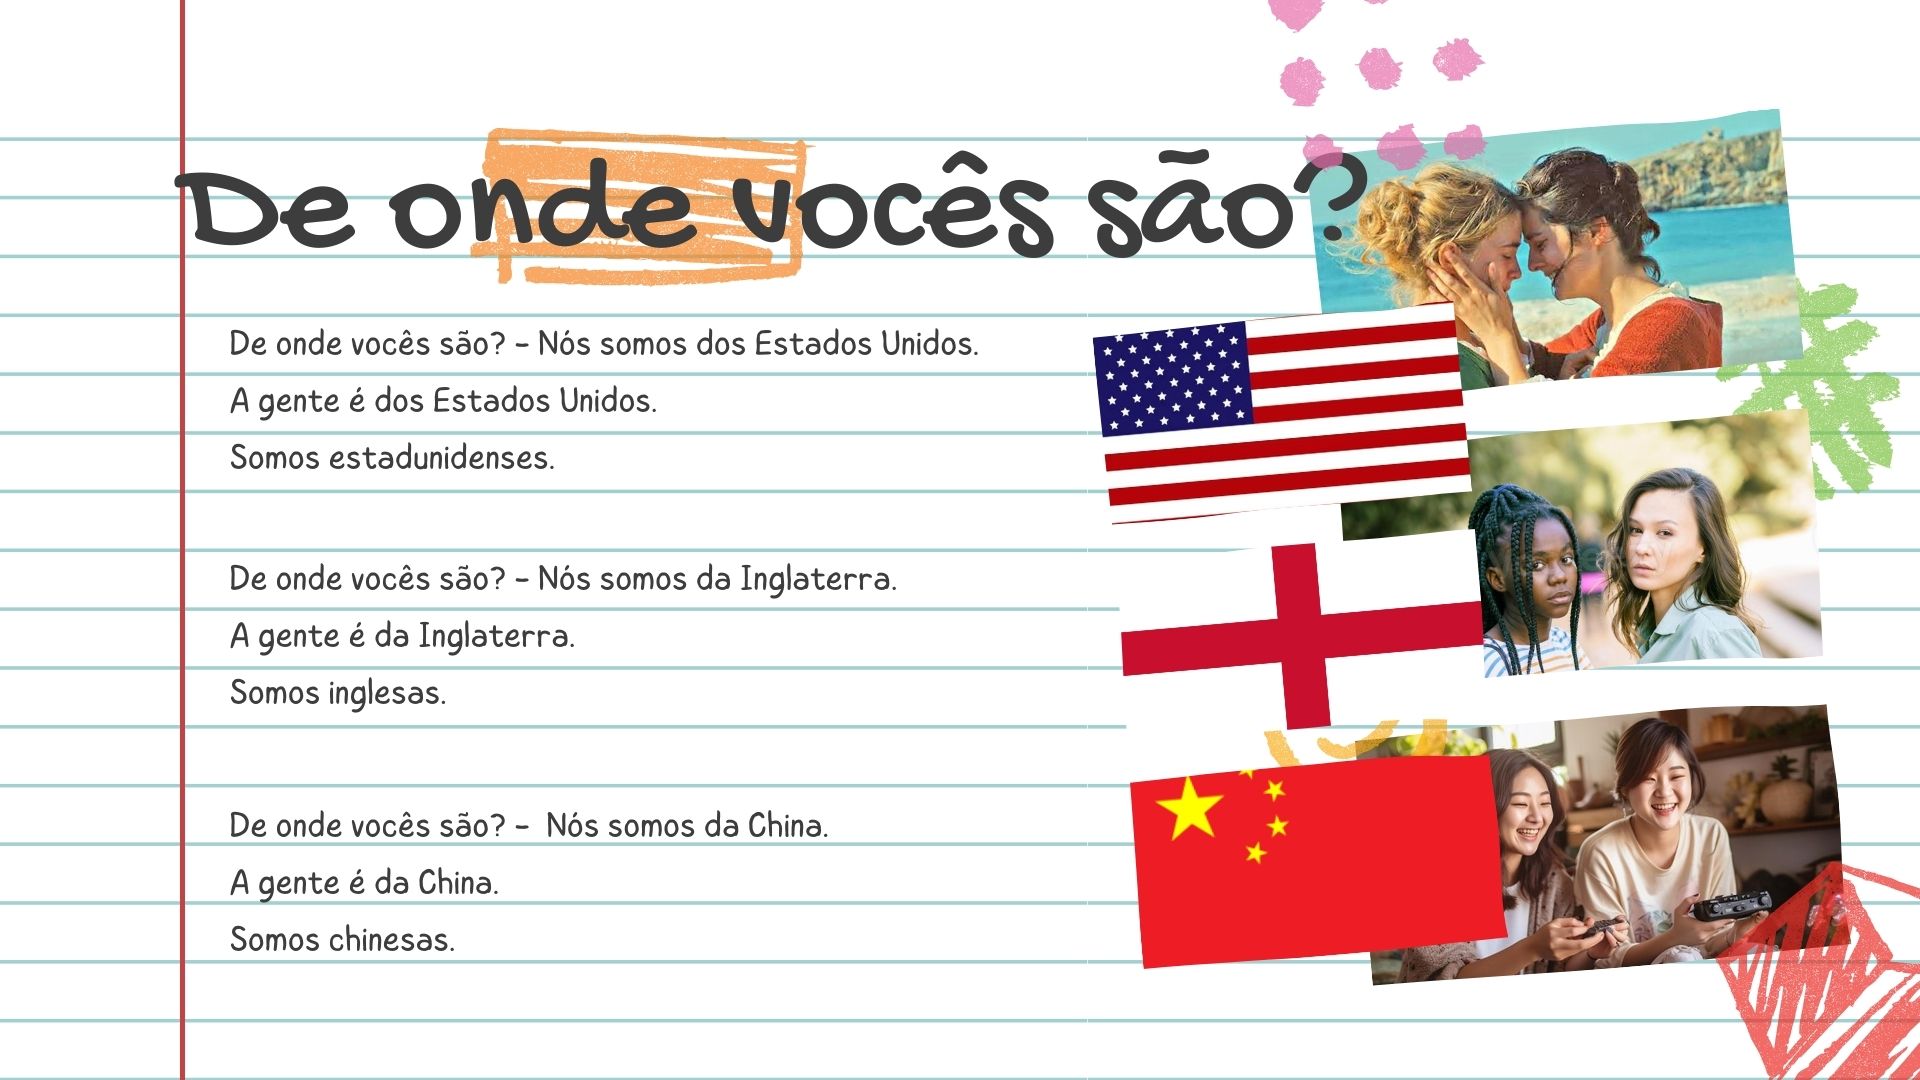 De onde vocês são?
De onde vocês são? - Nós somos dos Estados Unidos.
A gente é dos Estados Unidos.
Somos estadunidenses.
De onde vocês são? - Nós somos da Inglaterra.
A gente é da Inglaterra.
Somos inglesas.
De onde vocês são? - Nós somos da China.
A gente é da China.
Somos chinesas.